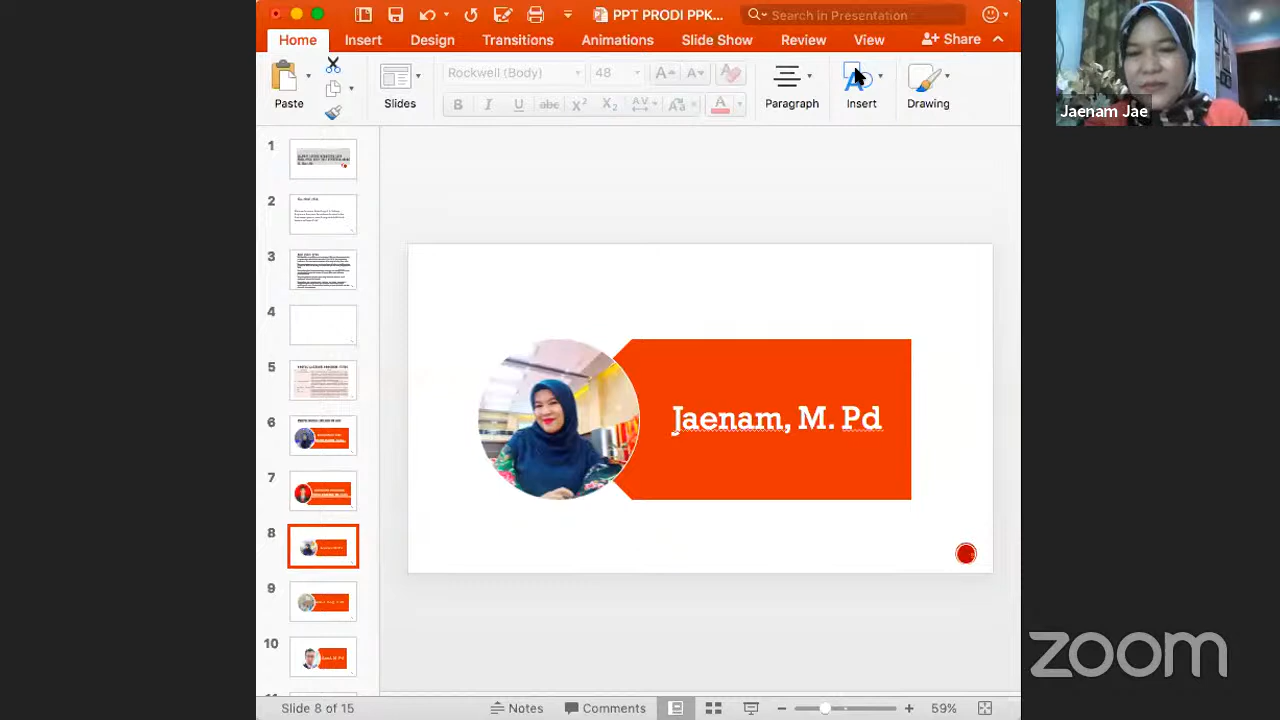 PPT PRODI PPK...
Search in Presentation
Home
Insert
Design
Transitions
Animations
Slide Show
Review
View
Share
Paste
Slides
Rockwell (Body)
48
Paragraph
Insert
Drawing
Jaenam Jae
1
2
3
4
5
6
7
8
9
10
Jaenam, M. Pd
zoom
Slide 8 of 15
Notes
Comments
59%